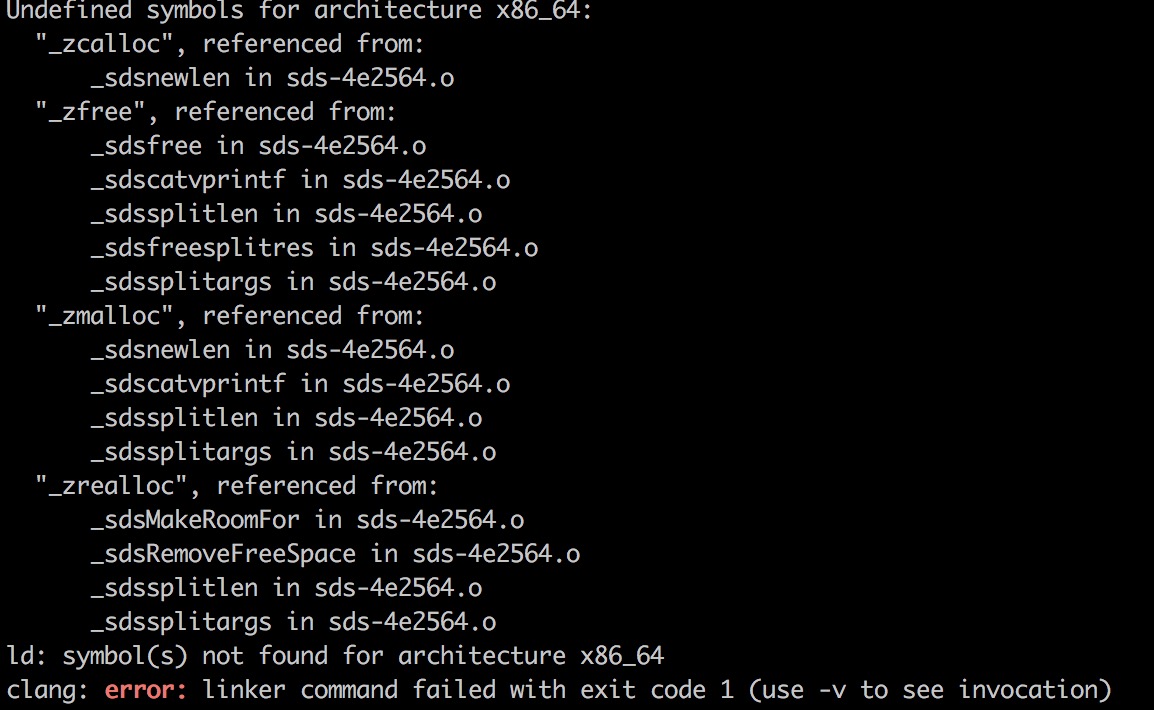 Undefined symbols for architecture x86_64:
"_zcalloc", referenced from:
_sdsnewlen in sds-4e2564.o
"_zfree", referenced from:
_sdsfree in sds-4e2564.o
_sdscatvprintf in sds-4e2564.o
_sdssplitlen in sds-4e2564.o
_sdsfreesplitres in sds-4e2564.o
_sdssplitargs in sds-4e2564.o
"_zmalloc", referenced from:
_sdsnewlen in sds-4e2564.o
_sdscatvprintf in sds-4e2564.o
_sdssplitlen in sds-4e2564.o
_sdssplitargs in sds-4e2564.o
"_zrealloc", referenced from:
_sdsMakeRoomFor in sds-4e2564.o
_sdsRemoveFreeSpace in sds-4e2564.o
_sdssplitlen in sds-4e2564.o
_sdssplitargs in sds-4e2564.o
ld: symbol(s) not found for architecture x86_64
clang: error: linker command failed with exit code 1 (use -v to see invocation)